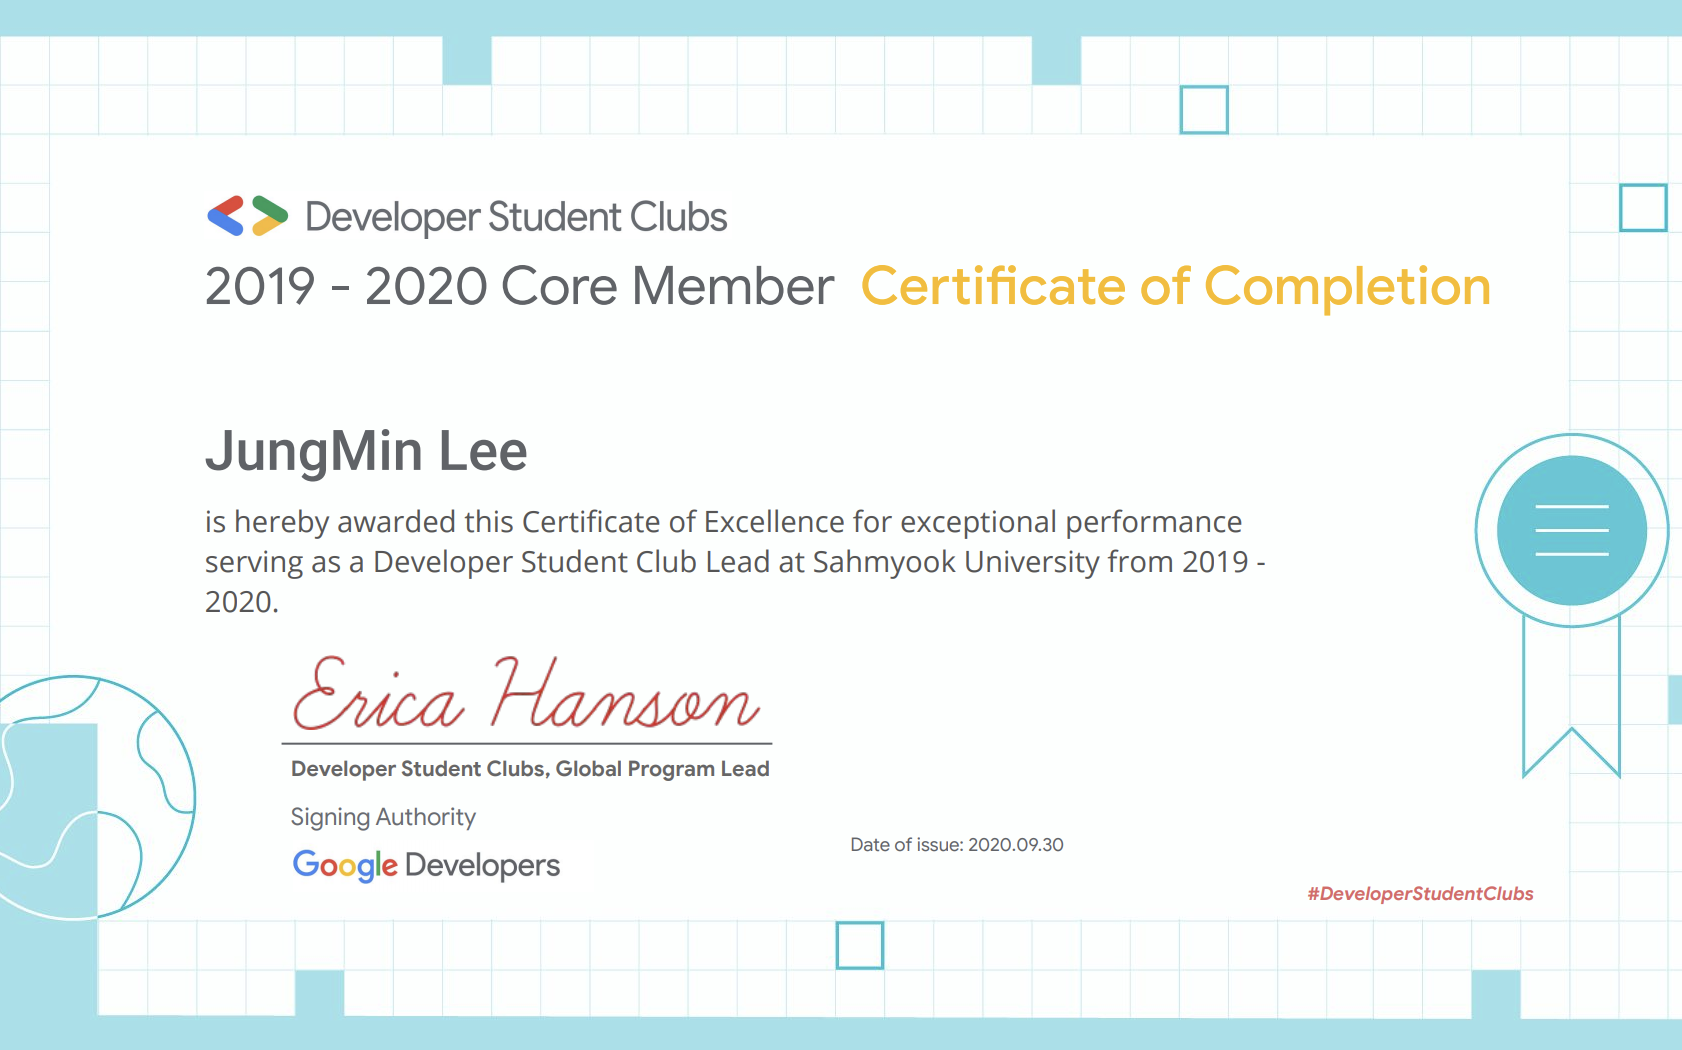 Developer Student Clubs
2019 - 2020 Core Member Certificate of Completion
JungMin Lee
is hereby awarded this Certificate of Excellence for exceptional performance
serving as a Developer Student Club Lead at Sahmyook University from 2019 -
2020.
Erica Hanson
Developer Student Clubs, Global Program Lead
Signing Authority
Google Developers
Date of issue: 2020.09.30
#DeveloperStudentClubs